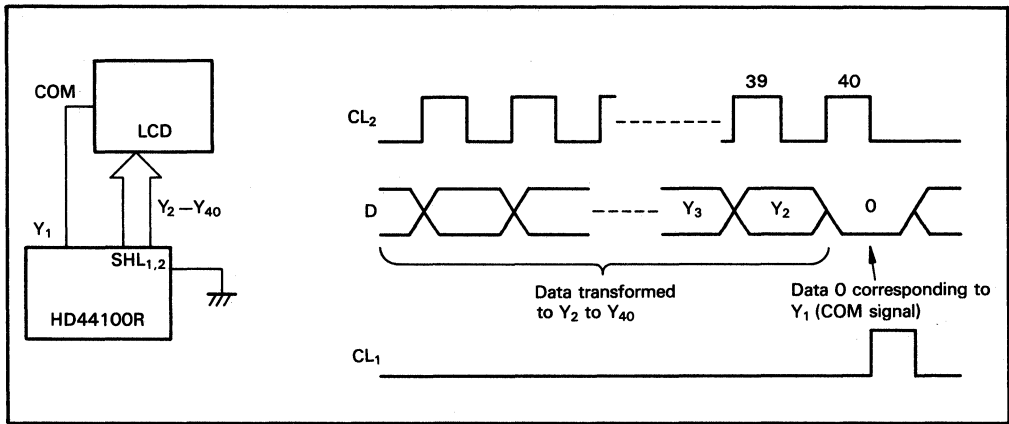 COM
LCD
Y₁
Y₂—Y₄₀
SHL₁,₂
HD44100R
39
40
CL₂
D
Y₃
Y₂
0
Data transformed
to Y₂ to Y₄₀
Data 0 corresponding to
Y₁ (COM signal)
CL₁